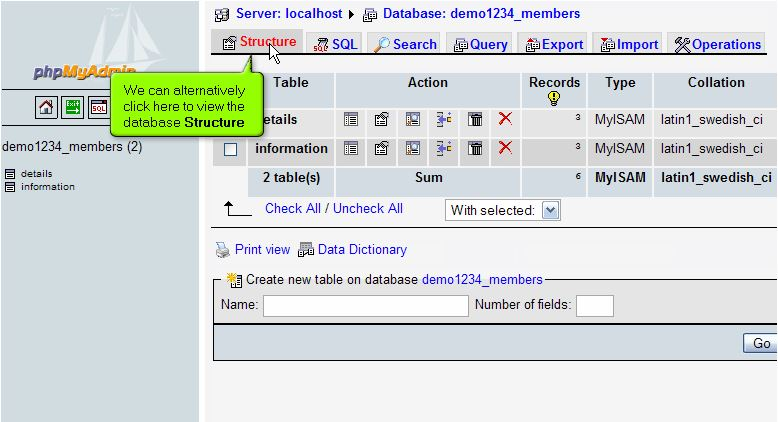 Server: localhost Database: demo1234_members
Structure SQL Search Query Export Import Operations
phpMyAdmin
SQL
We can alternatively
click here to view the
database Structure
demo1234_members (2)
details
information
Table Action Records Type Collation
details 3 MyISAM latin1_swedish_ci
information 3 MyISAM latin1_swedish_ci
2 table(s) Sum 6 MyISAM latin1_swedish_ci
Check All / Uncheck All With selected:
Print view Data Dictionary
Create new table on database demo1234_members
Name: Number of fields:
Go